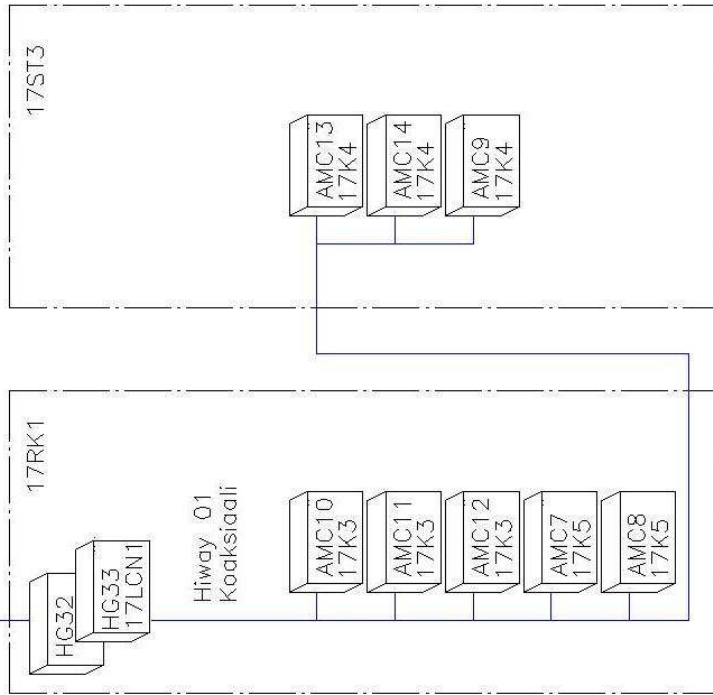 17ST3
AMC13
17K4
AMC14
17K4
AMC9
17K4
17RK1
HG32
HG33
17LCN1
Hiway 01
Koaksiaali
AMC10
17K3
AMC11
17K3
AMC12
17K3
AMC7
17K5
AMC8
17K5